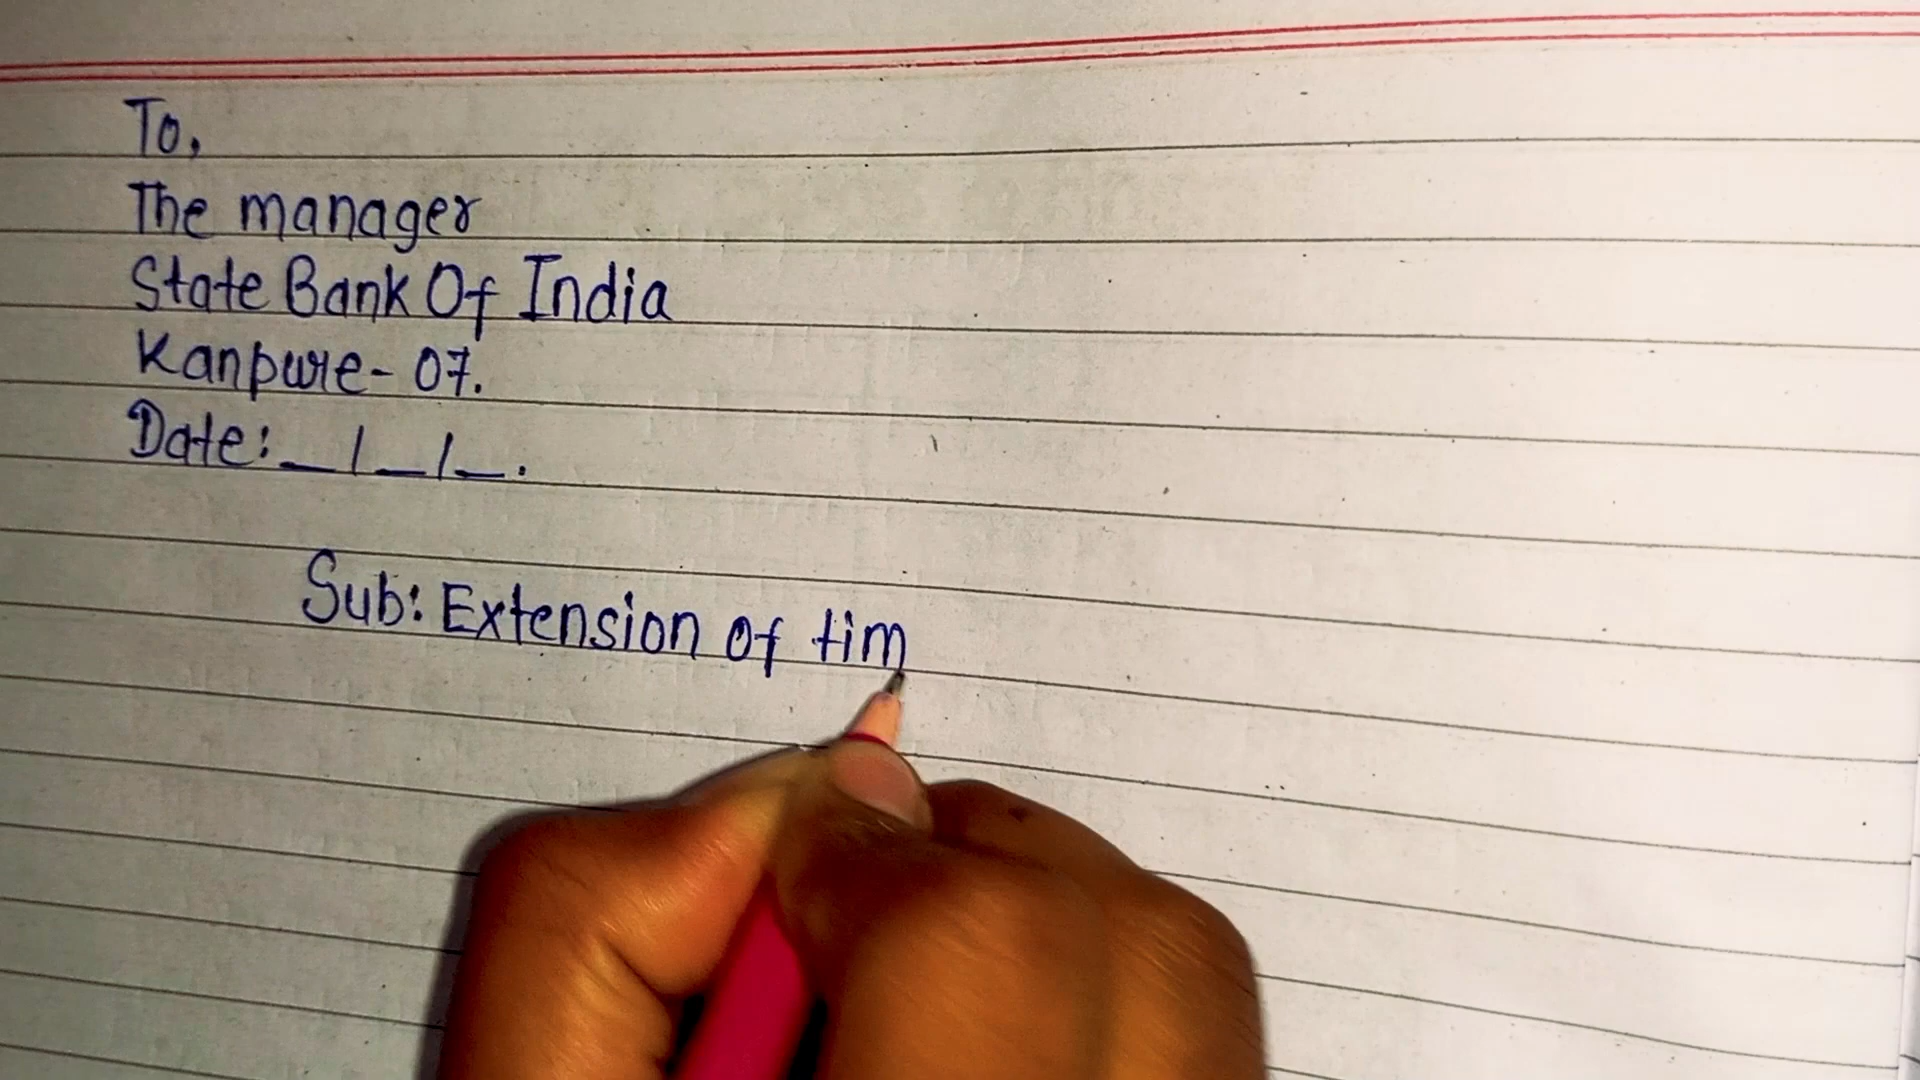 To,
The manager
State Bank Of India
Kanpure- 07.
Date: _/_/_.
Sub: Extension of tim